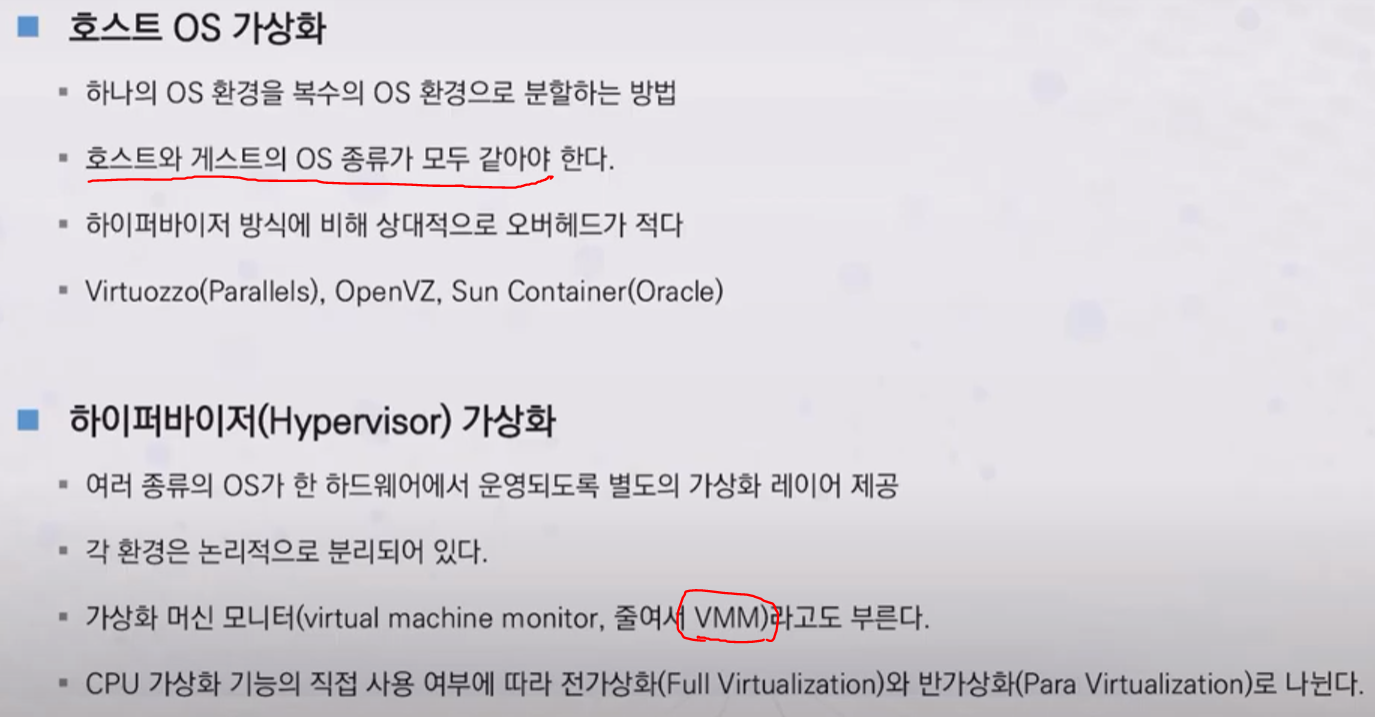 호스트 OS 가상화
하나의 OS 환경을 복수의 OS 환경으로 분할하는 방법
호스트와 게스트의 OS 종류가 모두 같아야 한다.
하이퍼바이저 방식에 비해 상대적으로 오버헤드가 적다
Virtuozzo(Parallels), OpenVZ, Sun Container(Oracle)
하이퍼바이저(Hypervisor) 가상화
여러 종류의 OS가 한 하드웨어에서 운영되도록 별도의 가상화 레이어 제공
각 환경은 논리적으로 분리되어 있다.
가상화 머신 모니터(virtual machine monitor, 줄여서 VMM)라고도 부른다.
CPU 가상화 기능의 직접 사용 여부에 따라 전가상화(Full Virtualization)와 반가상화(Para Virtualization)로 나뉜다.